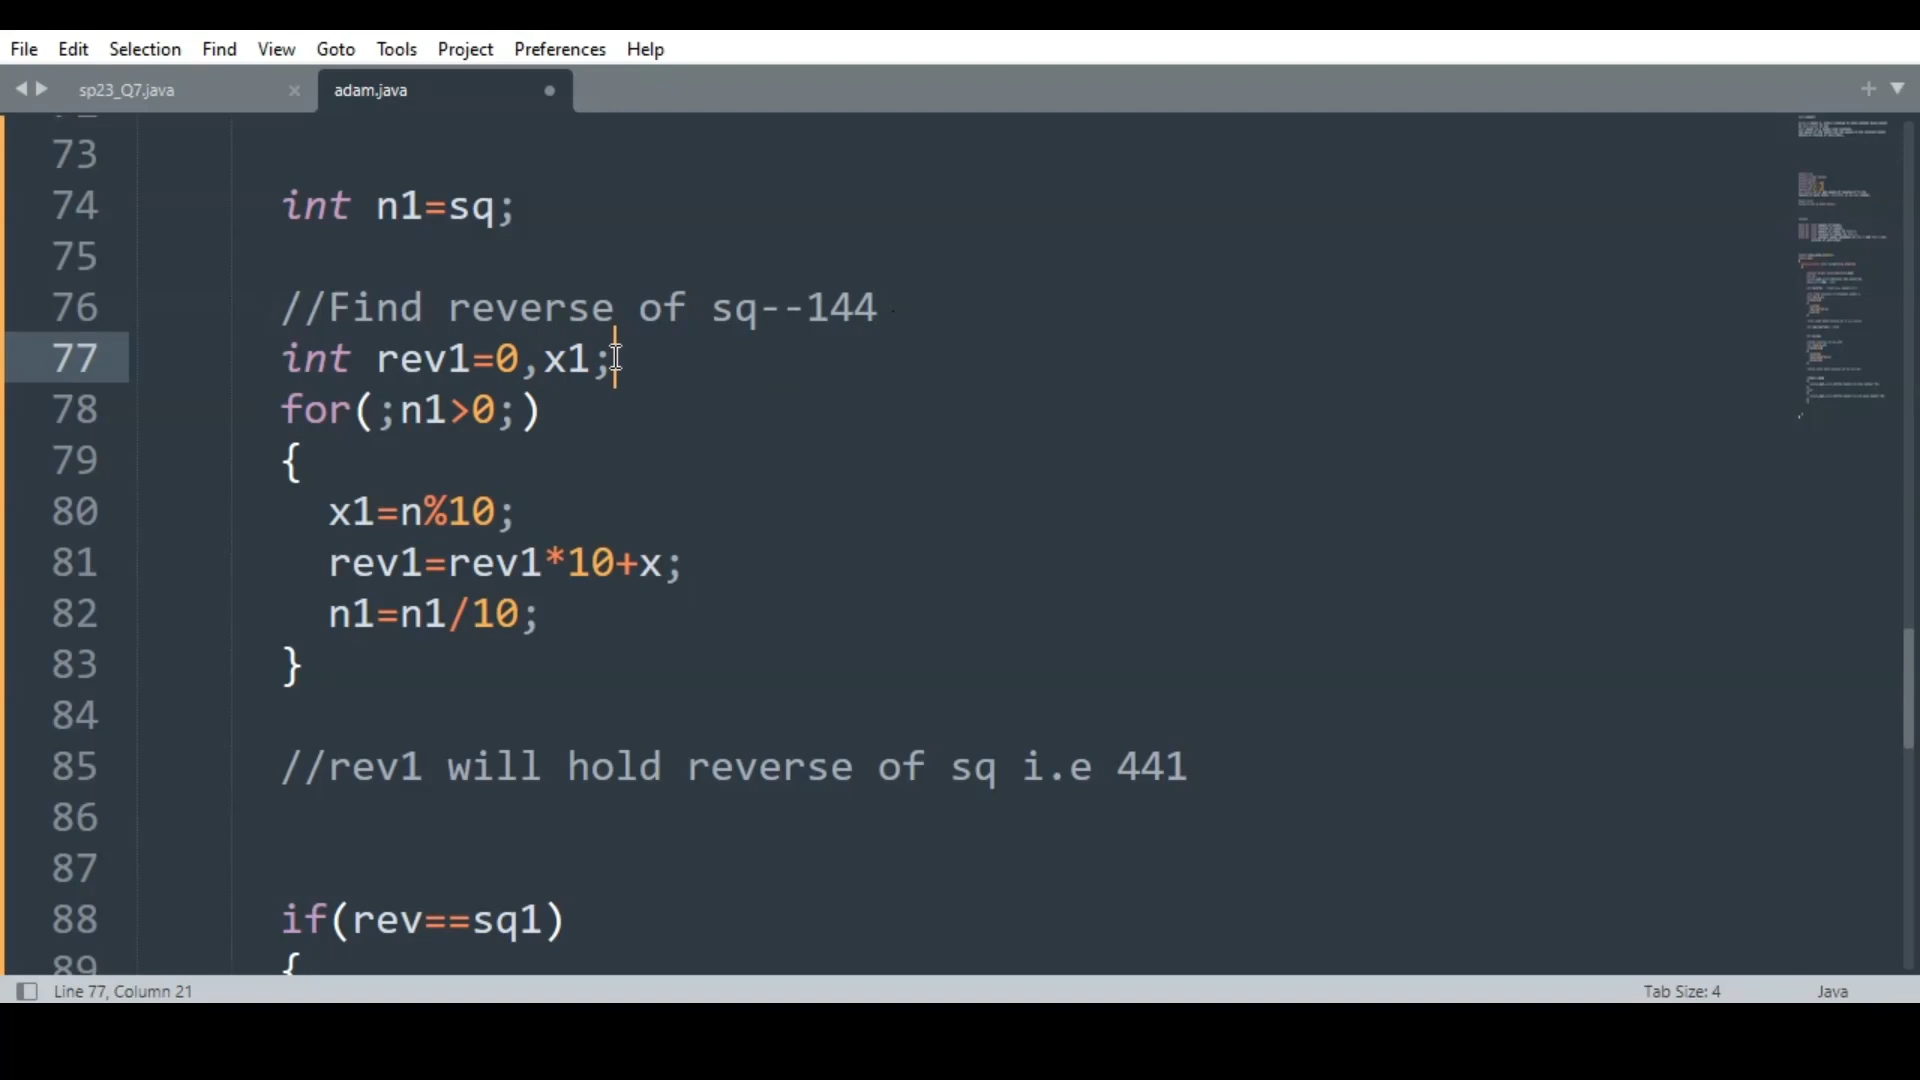 File Edit Selection Find View Goto Tools Project Preferences Help
sp23_Q7.java adam.java
73
74 int n1=sq;
75
76 //Find reverse of sq--144
77 int rev1=0,x1;
78 for(;n1>0;)
79 {
80 x1=n%10;
81 rev1=rev1*10+x;
82 n1=n1/10;
83 }
84
85 //rev1 will hold reverse of sq i.e 441
86
87
88 if(rev==sq1)
89 {
Line 77, Column 21 Tab Size: 4 Java